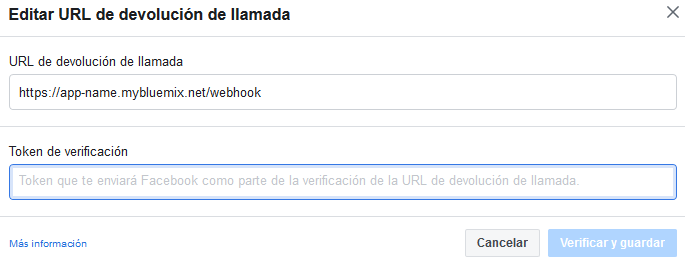 Editar URL de devolución de llamada
URL de devolución de llamada
https://app-name.mybluemix.net/webhook
Token de verificación
Token que te enviará Facebook como parte de la verificación de la URL de devolución de llamada.
Más información
Cancelar
Verificar y guardar